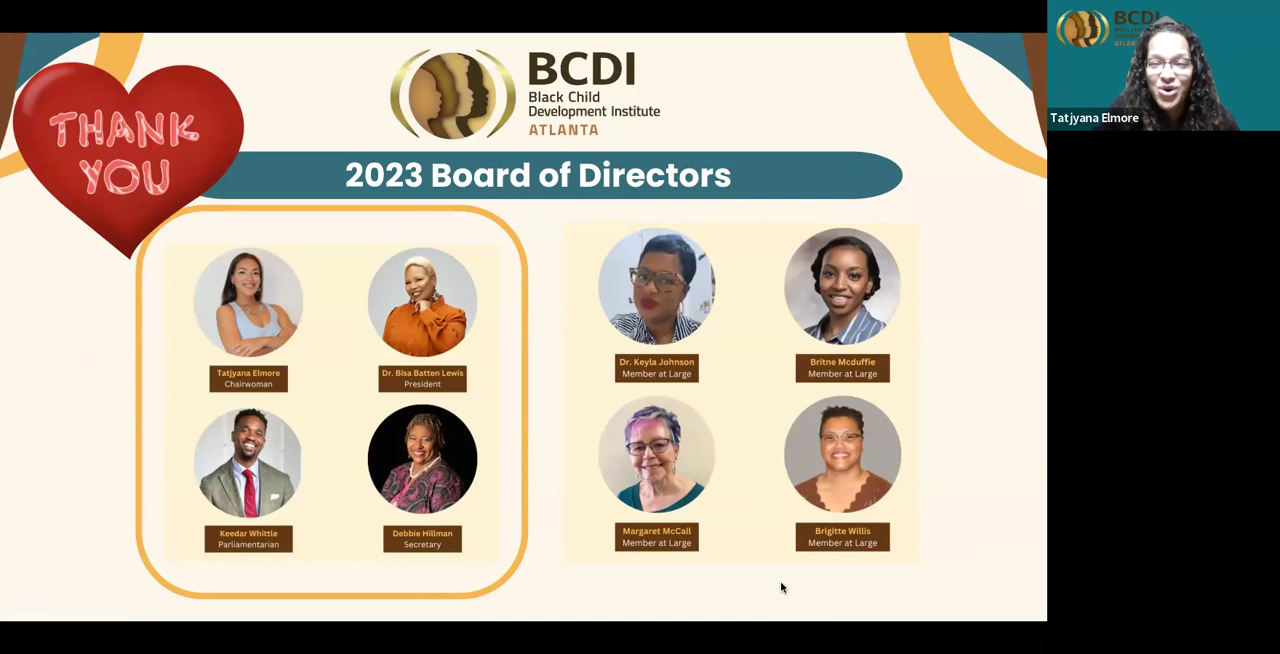 THANK
YOU
BCDI
Black Child
Development Institute
ATLANTA
2023 Board of Directors
Tatjyana Elmore
Chairwoman
Dr. Bisa Batten Lewis
President
Keedar Whittle
Parliamentarian
Debbie Hillman
Secretary
Dr. Keyla Johnson
Member at Large
Britne Mcduffie
Member at Large
Margaret McCall
Member at Large
Brigitte Willis
Member at Large
BCDI
Tatjyana Elmore